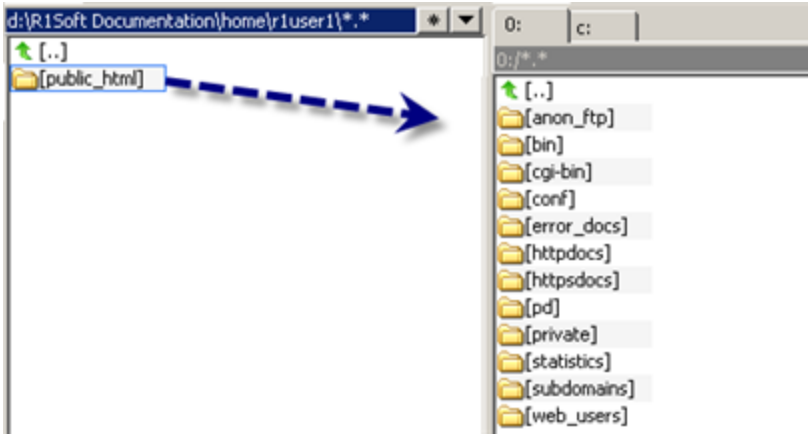 d:\R1Soft Documentation\home\r1user1\*.*
[..]
[public_html]
0:
c:
0:/*.*
[..]
[anon_ftp]
[bin]
[cgi-bin]
[conf]
[error_docs]
[httpdocs]
[httpsdocs]
[pd]
[private]
[statistics]
[subdomains]
[web_users]